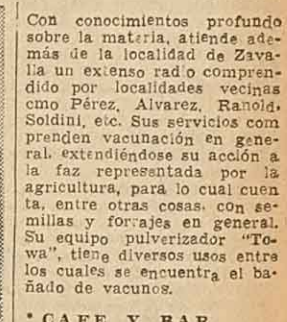 Con conocimientos profundo
sobre la materia, atiende ade-
más de la localidad de Zava-
lla un extenso radio compren-
dido por localidades vecinas
cmo Pérez, Alvarez, Ranold.
Soldini, etc. Sus servicios com
prenden vacunación en gene-
ral, extendiéndose su acción a
la faz representada por la
agricultura, para lo cual cuen
ta, entre otras cosas, con se-
millas y forrajes en general.
Su equipo pulverizador "To-
wa", tiene diversos usos entre
los cuales se encuentra el ba-
ñado de vacunos.
* CAFE Y BAR